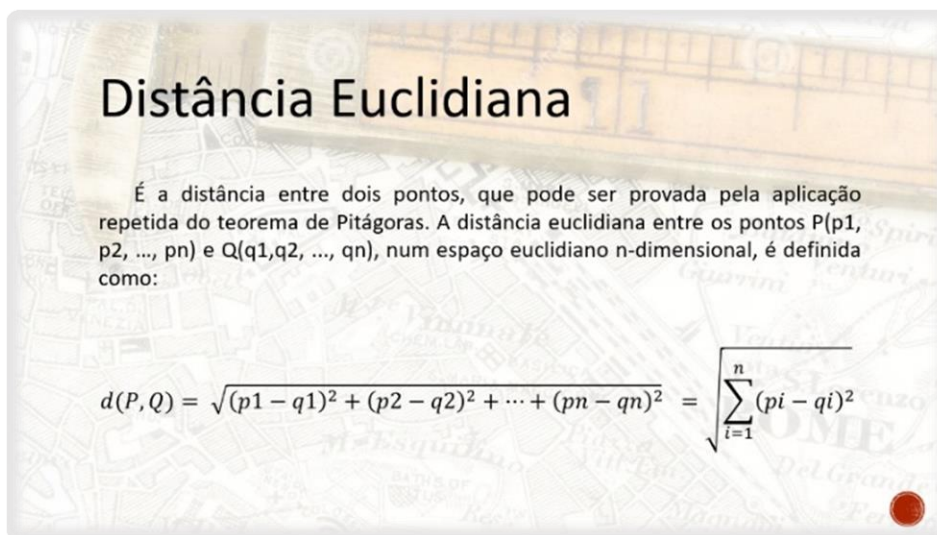 Distância Euclidiana
É a distância entre dois pontos, que pode ser provada pela aplicação
repetida do teorema de Pitágoras. A distância euclidiana entre os pontos P(p1,
p2, ..., pn) e Q(q1,q2, ..., qn), num espaço euclidiano n-dimensional, é definida
como:
d(P,Q) = √(p1 − q1)² + (p2 − q2)² + ⋯ + (pn − qn)² = √∑ⁿᵢ₌₁(pi − qi)²